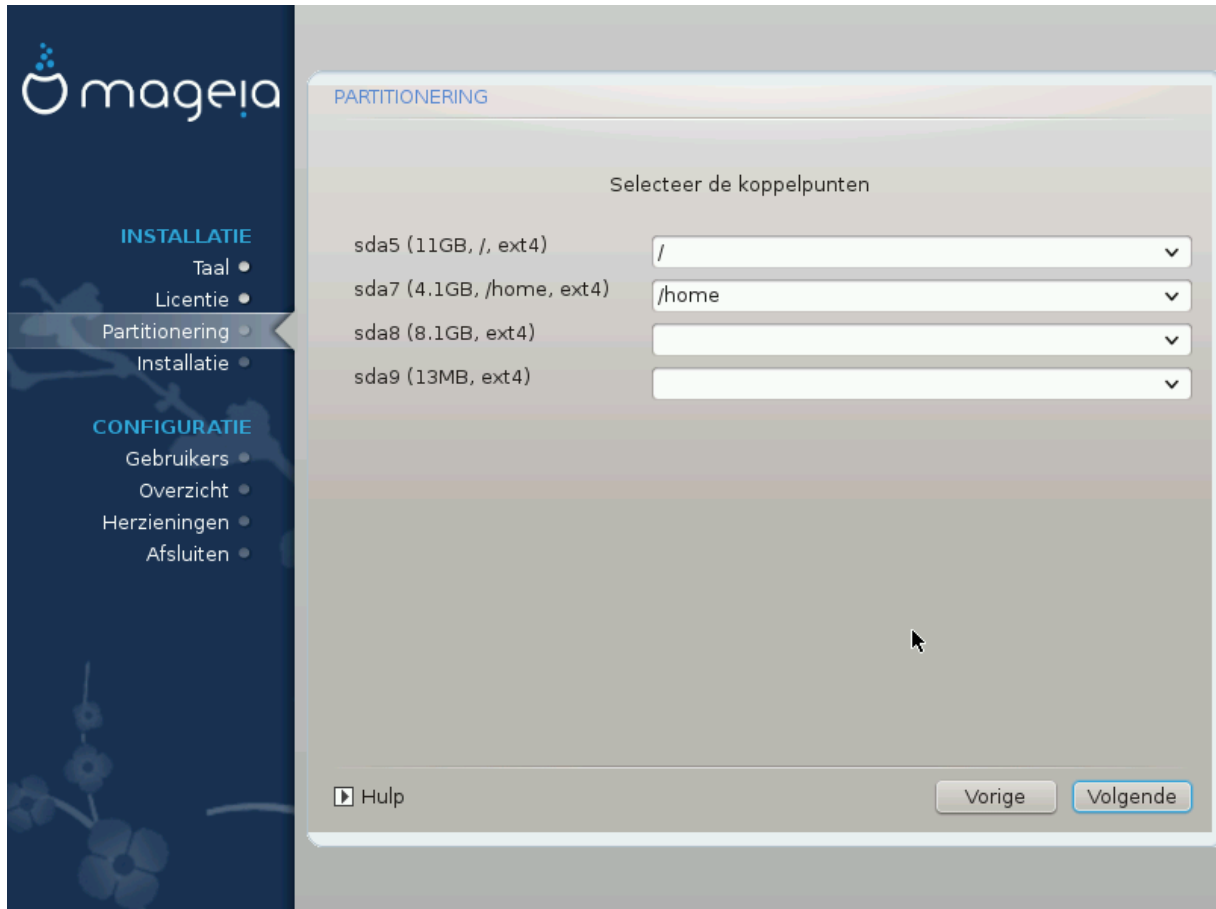 mageia
INSTALLATIE
Taal
Licentie
Partitionering
Installatie
CONFIGURATIE
Gebruikers
Overzicht
Herzieningen
Afsluiten
PARTITIONERING
Selecteer de koppelpunten
sda5 (11GB, /, ext4) /
sda7 (4.1GB, /home, ext4) /home
sda8 (8.1GB, ext4)
sda9 (13MB, ext4)
Hulp Vorige Volgende